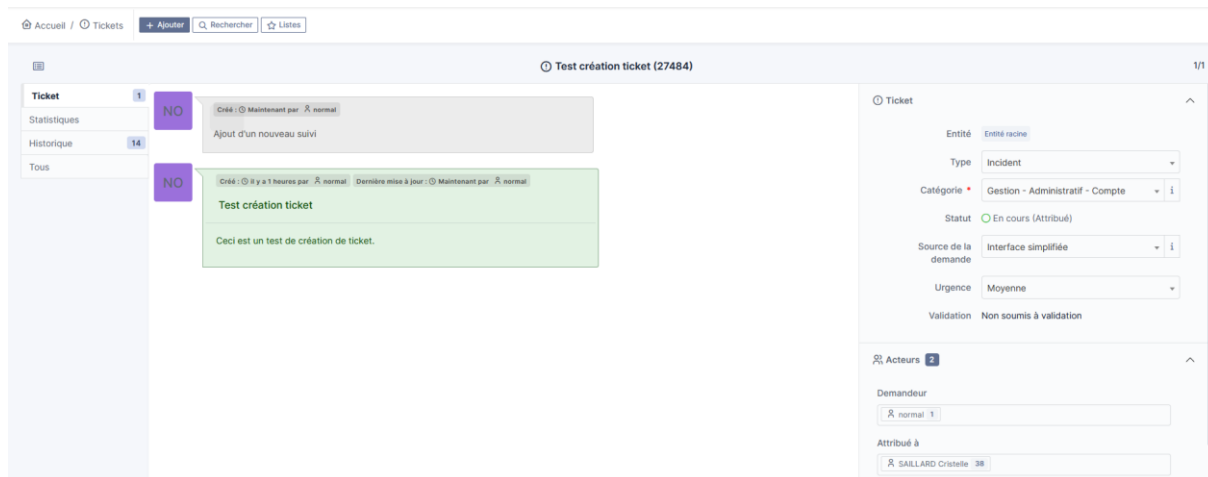 Accueil / Tickets + Ajouter Rechercher Listes
Test création ticket (27484) 1/1
Ticket 1
Statistiques
Historique 14
Tous
NO
Créé : Maintenant par normal
Ajout d'un nouveau suivi
NO
Créé : il y a 1 heures par normal Dernière mise à jour : Maintenant par normal
Test création ticket
Ceci est un test de création de ticket.
Ticket
Entité Entité racine
Type Incident
Catégorie * Gestion - Administratif - Compte i
Statut En cours (Attribué)
Source de la demande Interface simplifiée i
Urgence Moyenne
Validation Non soumis à validation
Acteurs 2
Demandeur
normal 1
Attribué à
SAILLARD Cristelle 38